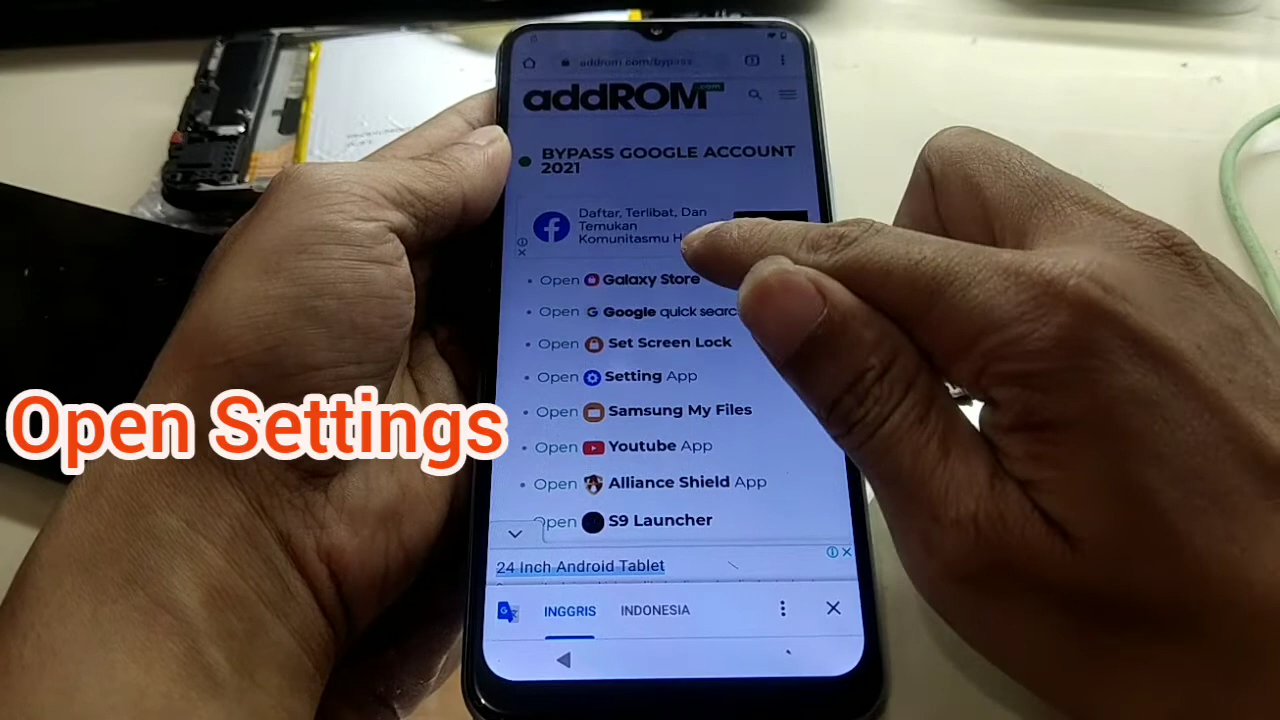 addrom.com/bypass
addROM.com
BYPASS GOOGLE ACCOUNT
2021
Daftar, Terlibat, Dan
Temukan
Komunitasmu
Open Galaxy Store
Open G Google quick searc
Open Set Screen Lock
Open Setting App
Open Samsung My Files
Open Youtube App
Open Alliance Shield App
Open S9 Launcher
24 Inch Android Tablet
INGGRIS INDONESIA
Open Settings